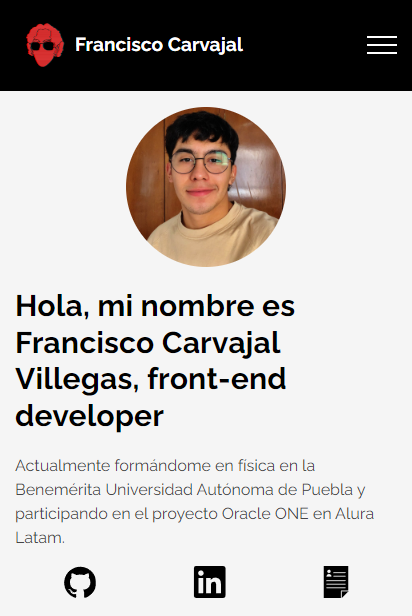 Francisco Carvajal
Hola, mi nombre es
Francisco Carvajal
Villegas, front-end
developer
Actualmente formándome en física en la
Benemérita Universidad Autónoma de Puebla y
participando en el proyecto Oracle ONE en Alura
Latam.
in